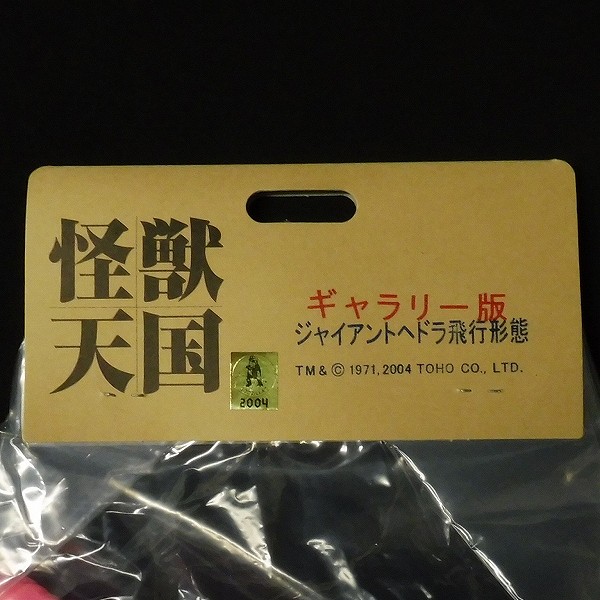 怪獣
天国
ギャラリー版
ジャイアントヘドラ飛行形態
TM & © 1971, 2004 TOHO CO., LTD.
2004